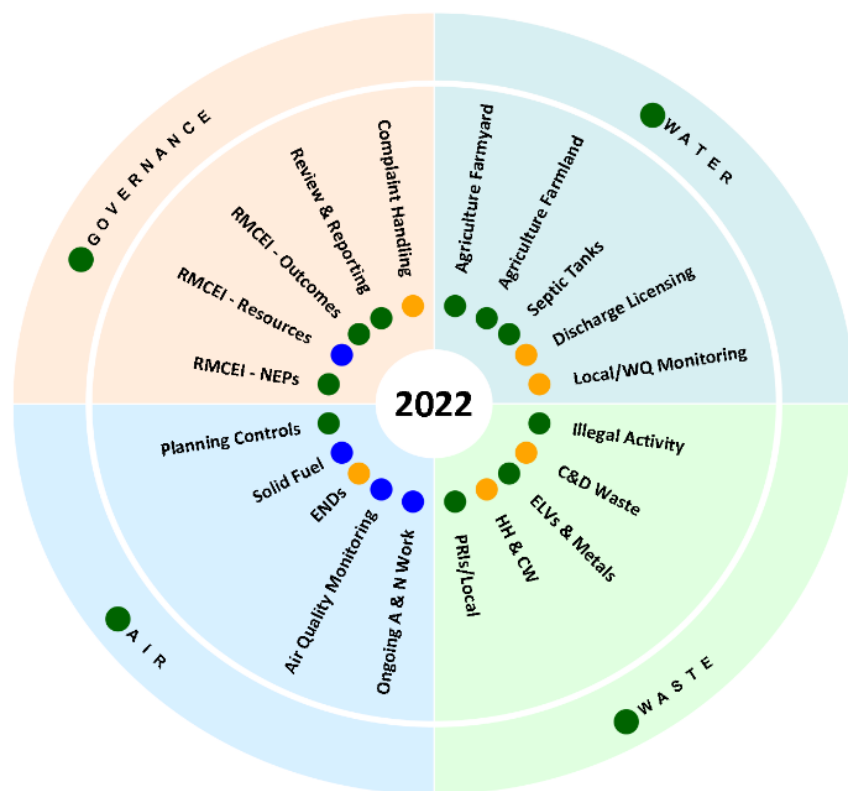 GOVERNANCE
Complaint Handling
Review & Reporting
RMCEI - Outcomes
RMCEI - Resources
RMCEI - NEPs
WATER
Agriculture Farmyard
Agriculture Farmland
Septic Tanks
Discharge Licensing
Local/WQ Monitoring
2022
Planning Controls
Solid Fuel
ENDs
Air Quality Monitoring
Ongoing A & N Work
AIR
Illegal Activity
C&D Waste
ELVs & Metals
HH & CW
PRIs/Local
WASTE